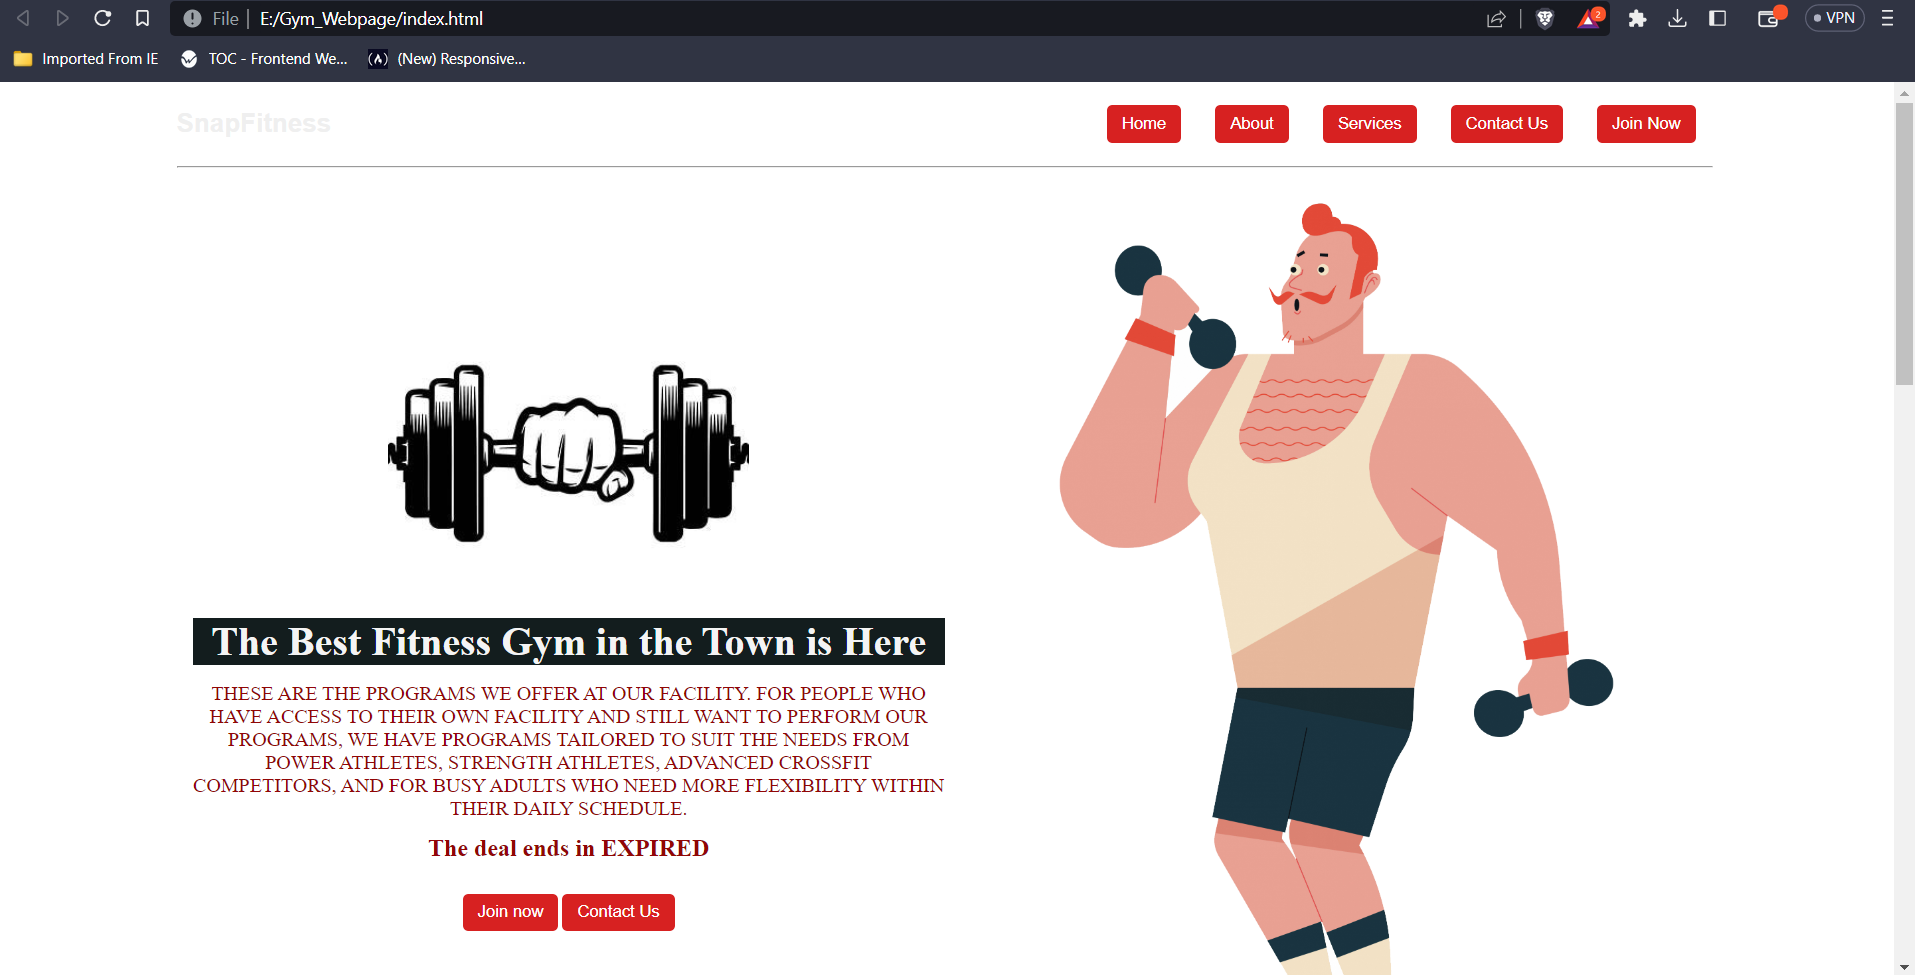 File E:/Gym_Webpage/index.html 2 VPN
Imported From IE TOC - Frontend We... (New) Responsive...
SnapFitness Home About Services Contact Us Join Now
The Best Fitness Gym in the Town is Here
THESE ARE THE PROGRAMS WE OFFER AT OUR FACILITY. FOR PEOPLE WHO
HAVE ACCESS TO THEIR OWN FACILITY AND STILL WANT TO PERFORM OUR
PROGRAMS, WE HAVE PROGRAMS TAILORED TO SUIT THE NEEDS FROM
POWER ATHLETES, STRENGTH ATHLETES, ADVANCED CROSSFIT
COMPETITORS, AND FOR BUSY ADULTS WHO NEED MORE FLEXIBILITY WITHIN
THEIR DAILY SCHEDULE.
The deal ends in EXPIRED
Join now Contact Us